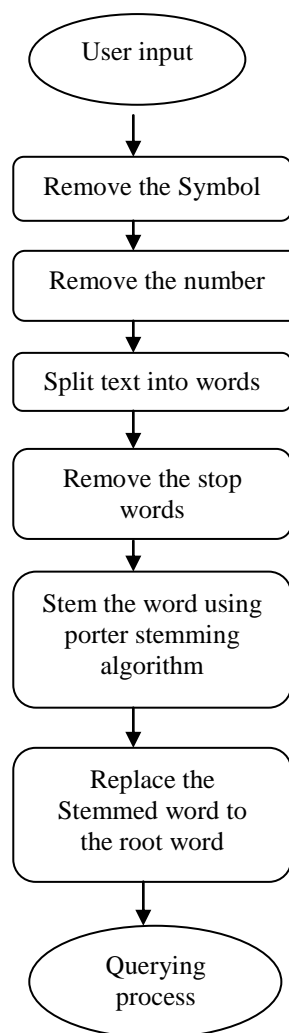 User input
Remove the Symbol
Remove the number
Split text into words
Remove the stop
words
Stem the word using
porter stemming
algorithm
Replace the
Stemmed word to
the root word
Querying
process